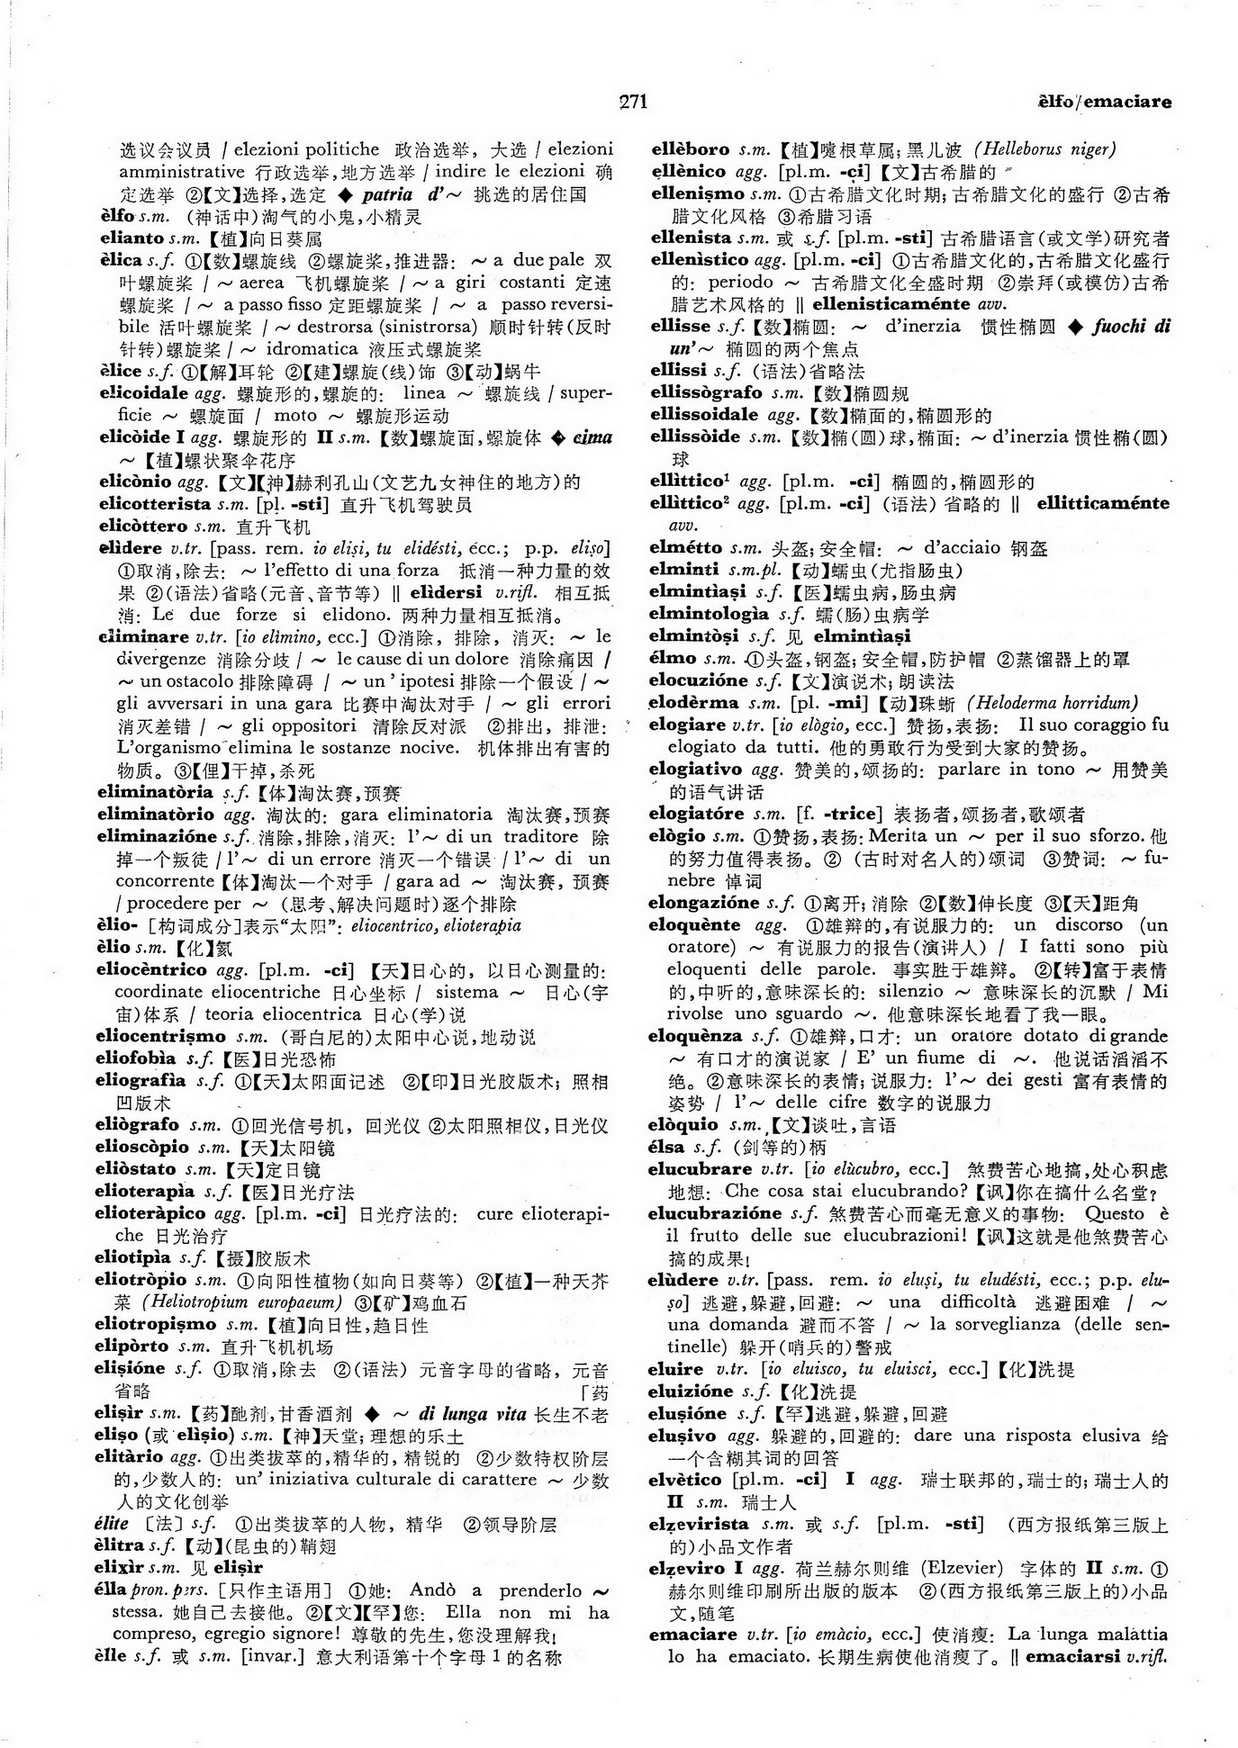 271
èlfo/emaciare
选议会议员 / elezioni politiche 政治选举, 大选 / elezioni
amministrative 行政选举,地方选举 / indire le elezioni 确
定选举 ②【文】选择,选定 ◆ patria d'~ 挑选的居住国
èlfo s.m. (神话中)淘气的小鬼,小精灵
elianto s.m.【植】向日葵属
èlica s.f. ①【数】螺旋线 ②螺旋桨,推进器: ~ a due pale 双
叶螺旋桨 / ~ aerea 飞机螺旋桨 / ~ a giri costanti 定速
螺旋桨 / ~ a passo fisso 定距螺旋桨 / ~ a passo reversi-
bile 活叶螺旋桨 / ~ destrorsa (sinistrorsa) 顺时针转(反时
针转)螺旋桨 / ~ idromatica 液压式螺旋桨
èlice s.f. ①【解】耳轮 ②【建】螺旋(线)饰 ③【动】蜗牛
elicoidale agg. 螺旋形的,螺旋的: linea ~ 螺旋线 / super-
ficie ~ 螺旋面 / moto ~ 螺旋形运动
elicòide I agg. 螺旋形的 II s.m.【数】螺旋面,螺旋体 ◆ cima
~【植】螺状聚伞花序
elicònio agg.【文】【神】赫利孔山(文艺九女神住的地方)的
elicotterista s.m. [pl. -sti] 直升飞机驾驶员
elicòttero s.m. 直升飞机
elìdere v.tr. [pass. rem. io eliṣi, tu elidésti, ecc.; p.p. eliṣo]
①取消,除去: ~ l'effetto di una forza 抵消一种力量的效
果 ②(语法)省略(元音、音节等) ‖ elìdersi v.rifl. 相互抵
消: Le due forze si elidono. 两种力量相互抵消。
eliminare v.tr. [io elìmino, ecc.] ①消除, 排除, 消灭: ~ le
divergenze 消除分歧 / ~ le cause di un dolore 消除痛因 /
~ un ostacolo 排除障碍 / ~ un ' ipotesi 排除一个假设 / ~
gli avversari in una gara 比赛中淘汰对手 / ~ gli errori
消灭差错 / ~ gli oppositori 清除反对派 ②排出, 排泄:
L'organismo elimina le sostanze nocive. 机体排出有害的
物质。 ③【俚】干掉,杀死
eliminatòria s.f.【体】淘汰赛,预赛
eliminatòrio agg. 淘汰的: gara eliminatoria 淘汰赛,预赛
eliminazióne s.f. 消除,排除,消灭: l'~ di un traditore 除
掉一个叛徒 / l'~ di un errore 消灭一个错误 / l'~ di un
concorrente【体】淘汰一个对手 / gara ad ~ 淘汰赛, 预赛
/ procedere per ~ (思考、解决问题时)逐个排除
èlio- [构词成分]表示“太阳”: eliocentrico, elioterapia
èlio s.m.【化】氦
eliocèntrico agg. [pl.m. -ci] 【天】日心的, 以日心测量的:
coordinate eliocentriche 日心坐标 / sistema ~ 日心(宇
宙)体系 / teoria eliocentrica 日心(学)说
eliocentriṣmo s.m. (哥白尼的)太阳中心说,地动说
eliofobìa s.f.【医】日光恐怖
eliografìa s.f. ①【天】太阳面记述 ②【印】日光胶版术; 照相
凹版术
eliògrafo s.m. ①回光信号机, 回光仪 ②太阳照相仪,日光仪
elioscòpio s.m.【天】太阳镜
eliòstato s.m.【天】定日镜
elioterapìa s.f.【医】日光疗法
elioteràpico agg. [pl.m. -ci] 日光疗法的: cure elioterapi-
che 日光治疗
eliotipìa s.f.【摄】胶版术
eliotròpio s.m. ①向阳性植物(如向日葵等) ②【植】一种天芥
菜 (Heliotropium europaeum) ③【矿】鸡血石
eliotropiṣmo s.m.【植】向日性,趋日性
elipòrto s.m. 直升飞机机场
eliṣióne s.f. ①取消,除去 ②(语法) 元音字母的省略, 元音
省略 「药
eliṣìr s.m.【药】酏剂,甘香酒剂 ◆ ~ di lunga vita 长生不老
eliṣo (或 elìṣio) s.m.【神】天堂; 理想的乐土
elitàrio agg. ①出类拔萃的,精华的, 精锐的 ②少数特权阶层
的,少数人的: un' iniziativa culturale di carattere ~ 少数
人的文化创举
élite 〔法〕s.f. ①出类拔萃的人物, 精华 ②领导阶层
èlitra s.f.【动】(昆虫的)鞘翅
elixìr s.m. 见 eliṣìr
élla pron. pers. [只作主语用] ①她: Andò a prenderlo ~
stessa. 她自己去接他。②【文】【罕】您: Ella non mi ha
compreso, egregio signore! 尊敬的先生,您没理解我!
èlle s.f. 或 s.m. [invar.] 意大利语第十个字母 l 的名称
ellèboro s.m.【植】嚏根草属; 黑儿波 (Helleborus niger)
ellènico agg. [pl.m. -ci]【文】古希腊的
elleniṣmo s.m. ①古希腊文化时期; 古希腊文化的盛行 ②古希
腊文化风格 ③希腊习语
ellenista s.m. 或 s.f. [pl.m. -sti] 古希腊语言(或文学)研究者
ellenìstico agg. [pl.m. -ci] ①古希腊文化的,古希腊文化盛行
的: periodo ~ 古希腊文化全盛时期 ②崇拜(或模仿)古希
腊艺术风格的 ‖ ellenisticaménte avv.
ellisse s.f.【数】椭圆: ~ d'inerzia 惯性椭圆 ◆ fuochi di
un'~ 椭圆的两个焦点
ellissi s.f. (语法)省略法
ellissògrafo s.m.【数】椭圆规
ellissoidale agg.【数】椭面的,椭圆形的
ellissòide s.m.【数】椭(圆)球,椭面: ~ d'inerzia 惯性椭(圆)
球
ellìttico¹ agg. [pl.m. -ci] 椭圆的,椭圆形的
ellìttico² agg. [pl.m. -ci] (语法) 省略的 ‖ ellitticaménte
avv.
elmétto s.m. 头盔; 安全帽: ~ d'acciaio 钢盔
elminti s.m.pl.【动】蠕虫(尤指肠虫)
elmintìaṣi s.f.【医】蠕虫病,肠虫病
elmintologìa s.f. 蠕(肠)虫病学
elmintòṣi s.f. 见 elmintìaṣi
élmo s.m. ①头盔,钢盔; 安全帽,防护帽 ②蒸馏器上的罩
elocuzióne s.f.【文】演说术; 朗读法
elodèrma s.m. [pl. -mi]【动】珠蜥 (Heloderma horridum)
elogiare v.tr. [io elògio, ecc.] 赞扬,表扬: Il suo coraggio fu
elogiato da tutti. 他的勇敢行为受到大家的赞扬。
elogiativo agg. 赞美的,颂扬的: parlare in tono ~ 用赞美
的语气讲话
elogiatóre s.m. [f. -trice] 表扬者,颂扬者,歌颂者
elògio s.m. ①赞扬,表扬: Merita un ~ per il suo sforzo. 他
的努力值得表扬。② (古时对名人的)颂词 ③赞词: ~ fu-
nebre 悼词
elongazióne s.f. ①离开; 消除 ②【数】伸长度 ③【天】距角
eloquènte agg. ①雄辩的,有说服力的: un discorso (un
oratore) ~ 有说服力的报告(演讲人) / I fatti sono più
eloquenti delle parole. 事实胜于雄辩。 ②【转】富于表情
的,中听的,意味深长的: silenzio ~ 意味深长的沉默 / Mi
rivolse uno sguardo ~. 他意味深长地看了我一眼。
eloquènza s.f. ①雄辩,口才: un oratore dotato di grande
~ 有口才的演说家 / E' un fiume di ~. 他说话滔滔不
绝。②意味深长的表情; 说服力: l'~ dei gesti 富有表情的
姿势 / l'~ delle cifre 数字的说服力
elòquio s.m.【文】谈吐,言语
élsa s.f. (剑等的)柄
elucubrare v.tr. [io elùcubro, ecc.] 煞费苦心地搞,处心积虑
地想: Che cosa stai elucubrando?【讽】你在搞什么名堂?
elucubrazióne s.f. 煞费苦心而毫无意义的事物: Questo è
il frutto delle sue elucubrazioni!【讽】这就是他煞费苦心
搞的成果!
elùdere v.tr. [pass. rem. io eluṣi, tu eludésti, ecc.; p.p. elu-
ṣo] 逃避,躲避,回避: ~ una difficoltà 逃避困难 / ~
una domanda 避而不答 / ~ la sorveglianza (delle sen-
tinelle) 躲开(哨兵的)警戒
eluire v.tr. [io eluisco, tu eluisci, ecc.]【化】洗提
eluizióne s.f.【化】洗提
eluṣióne s.f.【罕】逃避,躲避,回避
eluṣivo agg. 躲避的,回避的: dare una risposta elusiva 给
一个含糊其词的回答
elvètico [pl.m. -ci] I agg. 瑞士联邦的,瑞士的; 瑞士人的
II s.m. 瑞士人
elẓevirista s.m. 或 s.f. [pl.m. -sti] (西方报纸第三版上
的)小品文作者
elẓeviro I agg. 荷兰赫尔则维 (Elzevier) 字体的 II s.m. ①
赫尔则维印刷所出版的版本 ②(西方报纸第三版上的)小品
文,随笔
emaciare v.tr. [io emàcio, ecc.] 使消瘦: La lunga malattia
lo ha emaciato. 长期生病使他消瘦了。‖ emaciarsi v.rifl.